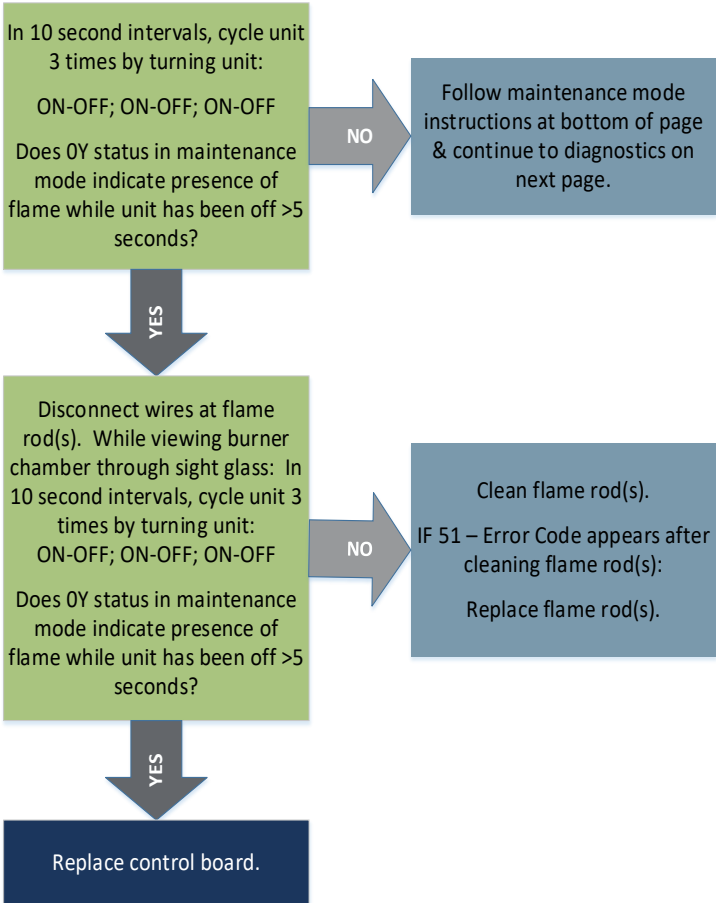 In 10 second intervals, cycle unit
3 times by turning unit:
ON-OFF; ON-OFF; ON-OFF
Does 0Y status in maintenance
mode indicate presence of
flame while unit has been off >5
seconds?
NO
Follow maintenance mode
instructions at bottom of page
& continue to diagnostics on
next page.
YES
Disconnect wires at flame
rod(s). While viewing burner
chamber through sight glass: In
10 second intervals, cycle unit 3
times by turning unit:
ON-OFF; ON-OFF; ON-OFF
Does 0Y status in maintenance
mode indicate presence of
flame while unit has been off >5
seconds?
NO
Clean flame rod(s).
IF 51 – Error Code appears after
cleaning flame rod(s):
Replace flame rod(s).
YES
Replace control board.